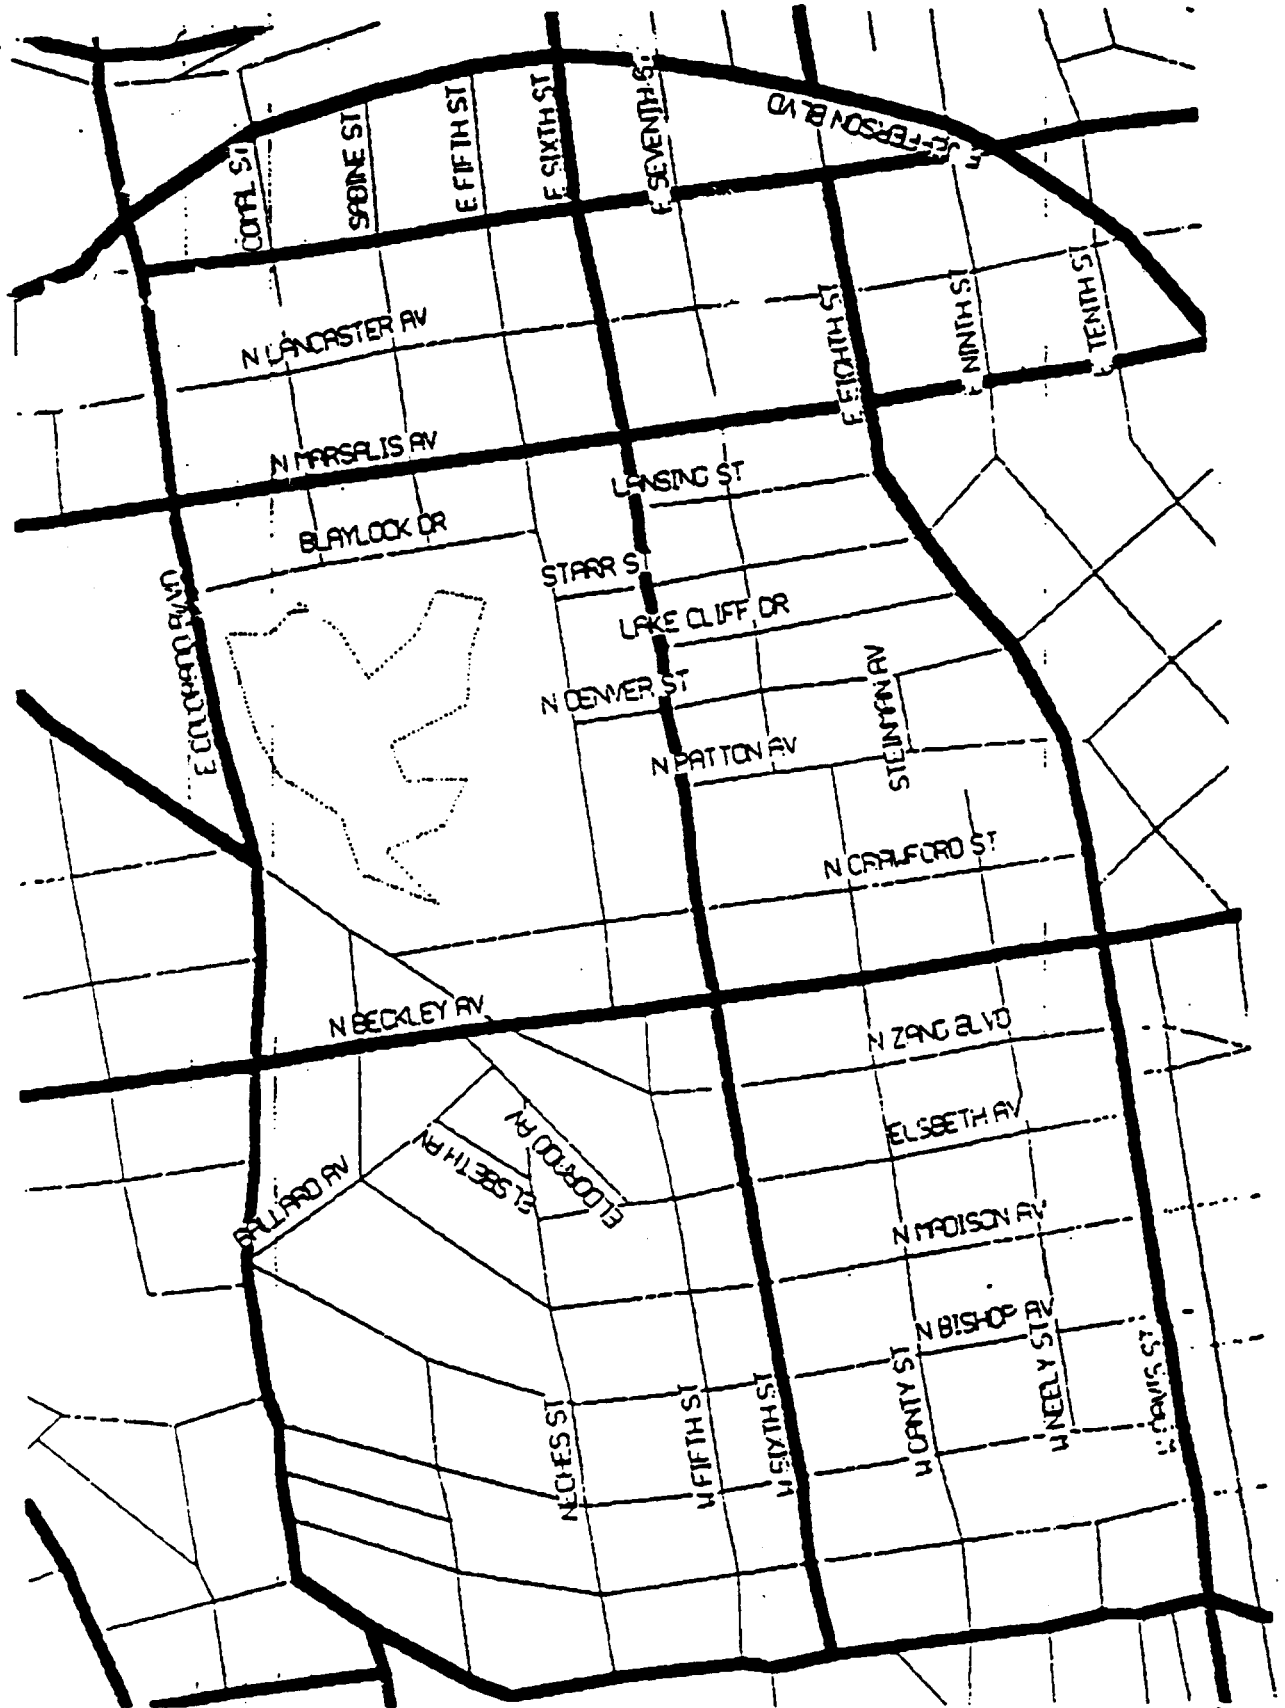 JEFFERSON BLVD
COMAL ST
SABINE ST
E FIFTH ST
E SIXTH ST
E SEVENTH ST
N LANCASTER AV
E EIGHTH ST
E NINTH ST
E TENTH ST
N MARSALIS AV
LANSING ST
BLAYLOCK DR
STARR S
E COLORADO BLVD
LAKE CLIFF DR
N DENVER ST
STEINMAN AV
N PATTON AV
N CRAWFORD ST
N BECKLEY AV
N ZANG BLVD
ELSBETH AV
ELDORADO AV
ELSBETH AV
BALLARD AV
N MADISON AV
N BISHOP AV
NECHES ST
W FIFTH ST
W SIXTH ST
W CANTY ST
W NEELY ST
W DAVIS ST